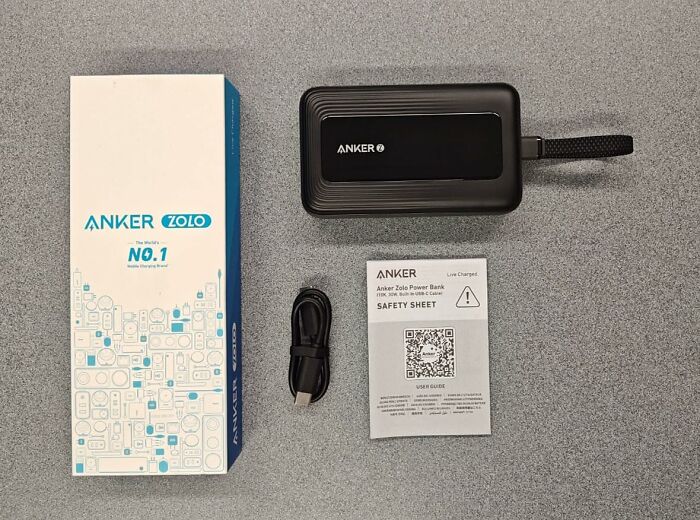 ANKER ZOLO
The World's
NO.1
Mobile Charging Brand
Live Charged.
ANKER ZOLO
ANKER
ANKER
Live Charged.
Anker Zolo Power Bank
(10K, 30W, Built-In USB-C Cable)
SAFETY SHEET
Anker
USER GUIDE